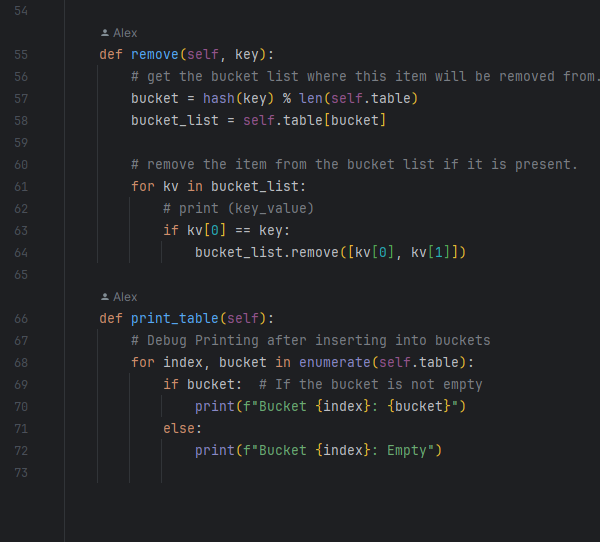 54
Alex
55 def remove(self, key):
56 # get the bucket list where this item will be removed from.
57 bucket = hash(key) % len(self.table)
58 bucket_list = self.table[bucket]
59
60 # remove the item from the bucket list if it is present.
61 for kv in bucket_list:
62 # print (key_value)
63 if kv[0] == key:
64 bucket_list.remove([kv[0], kv[1]])
65
Alex
66 def print_table(self):
67 # Debug Printing after inserting into buckets
68 for index, bucket in enumerate(self.table):
69 if bucket:  # If the bucket is not empty
70 print(f"Bucket {index}: {bucket}")
71 else:
72 print(f"Bucket {index}: Empty")
73